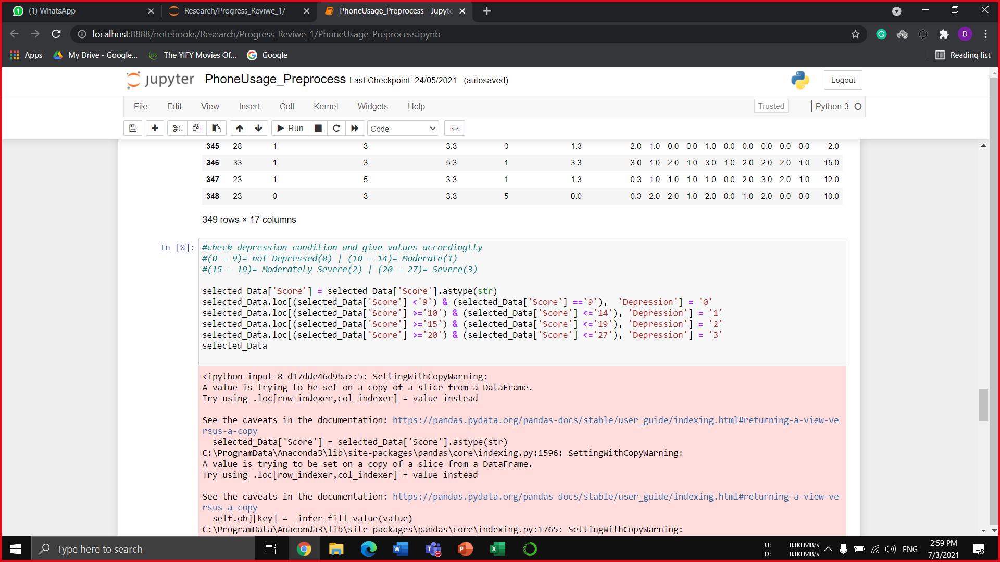 (1) WhatsApp
Research/Progress_Reviwe_1/
PhoneUsage_Preprocess - Jupyte
localhost:8888/notebooks/Research/Progress_Reviwe_1/PhoneUsage_Preprocess.ipynb
D
Apps
My Drive - Google...
The YIFY Movies Of...
Google
Reading list
jupyter PhoneUsage_Preprocess Last Checkpoint: 24/05/2021 (autosaved)
Logout
File Edit View Insert Cell Kernel Widgets Help
Trusted
Python 3
Run
Code
345 28 1 3 3.3 0 1.3 2.0 1.0 0.0 0.0 1.0 0.0 0.0 0.0 0.0 0.0 2.0
346 33 1 3 5.3 1 3.3 3.0 1.0 2.0 1.0 3.0 1.0 2.0 2.0 2.0 1.0 15.0
347 23 1 5 3.3 1 1.3 0.3 1.0 1.0 1.0 1.0 0.0 2.0 3.0 2.0 1.0 12.0
348 23 0 3 3.3 5 0.0 0.3 2.0 2.0 1.0 2.0 0.0 1.0 2.0 0.0 0.0 10.0
349 rows × 17 columns
In [8]:
#check depression condition and give values accordinglly
#(0 - 9)= not Depressed(0) | (10 - 14)= Moderate(1)
#(15 - 19)= Moderately Severe(2) | (20 - 27)= Severe(3)
selected_Data['Score'] = selected_Data['Score'].astype(str)
selected_Data.loc[(selected_Data['Score'] <'9') & (selected_Data['Score'] =='9'),  'Depression'] = '0'
selected_Data.loc[(selected_Data['Score'] >='10') & (selected_Data['Score'] <='14'), 'Depression'] = '1'
selected_Data.loc[(selected_Data['Score'] >='15') & (selected_Data['Score'] <='19'), 'Depression'] = '2'
selected_Data.loc[(selected_Data['Score'] >='20') & (selected_Data['Score'] <='27'), 'Depression'] = '3'
selected_Data
<ipython-input-8-d17dde46d9ba>:5: SettingWithCopyWarning:
A value is trying to be set on a copy of a slice from a DataFrame.
Try using .loc[row_indexer,col_indexer] = value instead
See the caveats in the documentation: https://pandas.pydata.org/pandas-docs/stable/user_guide/indexing.html#returning-a-view-ve
rsus-a-copy
selected_Data['Score'] = selected_Data['Score'].astype(str)
C:\ProgramData\Anaconda3\lib\site-packages\pandas\core\indexing.py:1596: SettingWithCopyWarning:
A value is trying to be set on a copy of a slice from a DataFrame.
Try using .loc[row_indexer,col_indexer] = value instead
See the caveats in the documentation: https://pandas.pydata.org/pandas-docs/stable/user_guide/indexing.html#returning-a-view-ve
rsus-a-copy
self.obj[key] = _infer_fill_value(value)
C:\ProgramData\Anaconda3\lib\site-packages\pandas\core\indexing.py:1765: SettingWithCopyWarning:
Type here to search
U: 0.00 MB/s
D: 0.00 MB/s
ENG
2:59 PM
7/3/2021